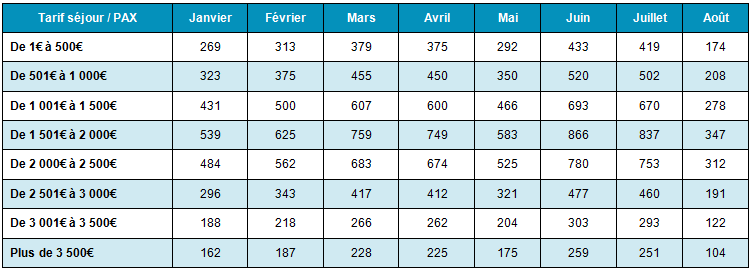 Tarif séjour / PAX Janvier Février Mars Avril Mai Juin Juillet Août
De 1€ à 500€ 269 313 379 375 292 433 419 174
De 501€ à 1 000€ 323 375 455 450 350 520 502 208
De 1 001€ à 1 500€ 431 500 607 600 466 693 670 278
De 1 501€ à 2 000€ 539 625 759 749 583 866 837 347
De 2 000€ à 2 500€ 484 562 683 674 525 780 753 312
De 2 501€ à 3 000€ 296 343 417 412 321 477 460 191
De 3 001€ à 3 500€ 188 218 266 262 204 303 293 122
Plus de 3 500€ 162 187 228 225 175 259 251 104